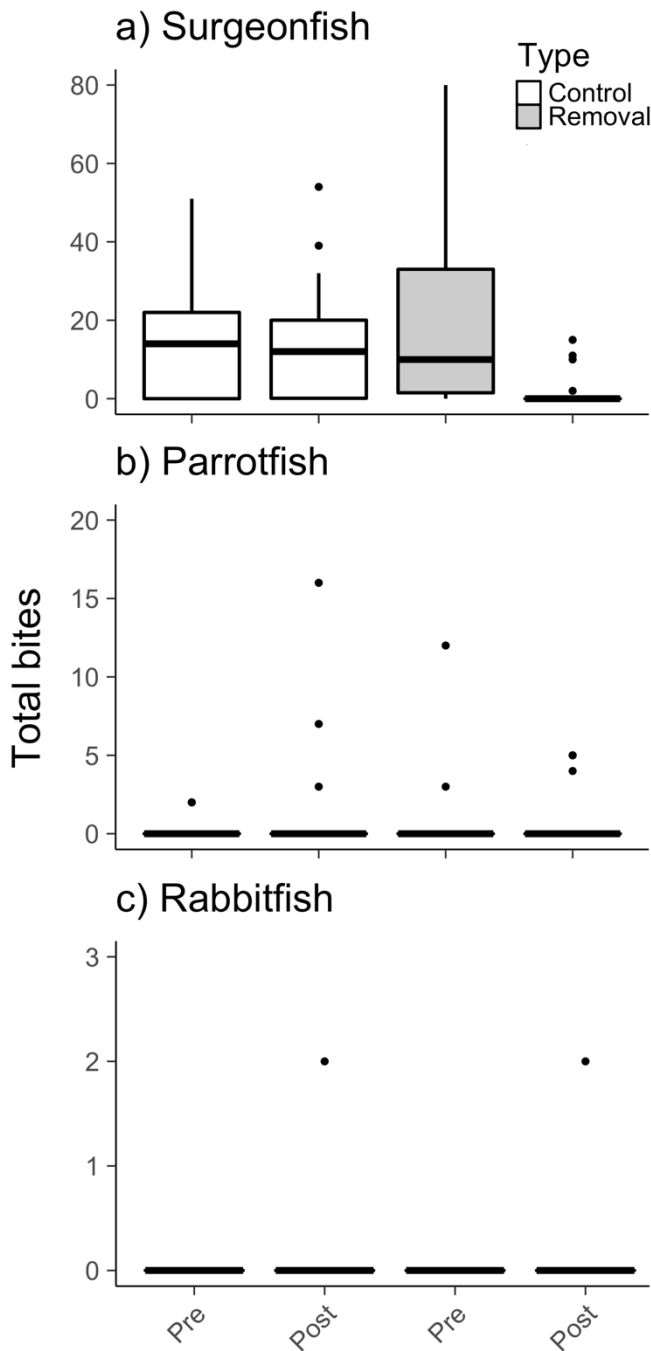 a) Surgeonfish
Type
Control
Removal
80
60
40
20
0
b) Parrotfish
20
15
10
5
0
Total bites
c) Rabbitfish
3
2
1
0
Pre
Post
Pre
Post